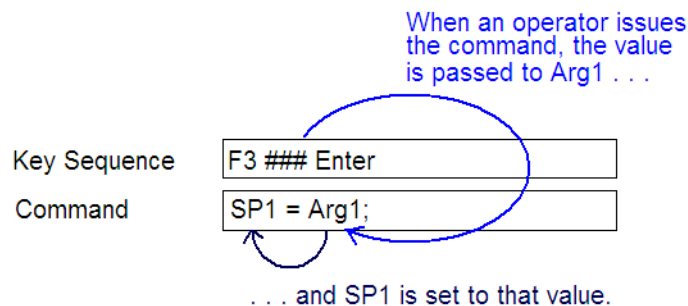 When an operator issues
the command, the value
is passed to Arg1 . . .
Key Sequence F3 ### Enter
Command SP1 = Arg1;
. . . and SP1 is set to that value.